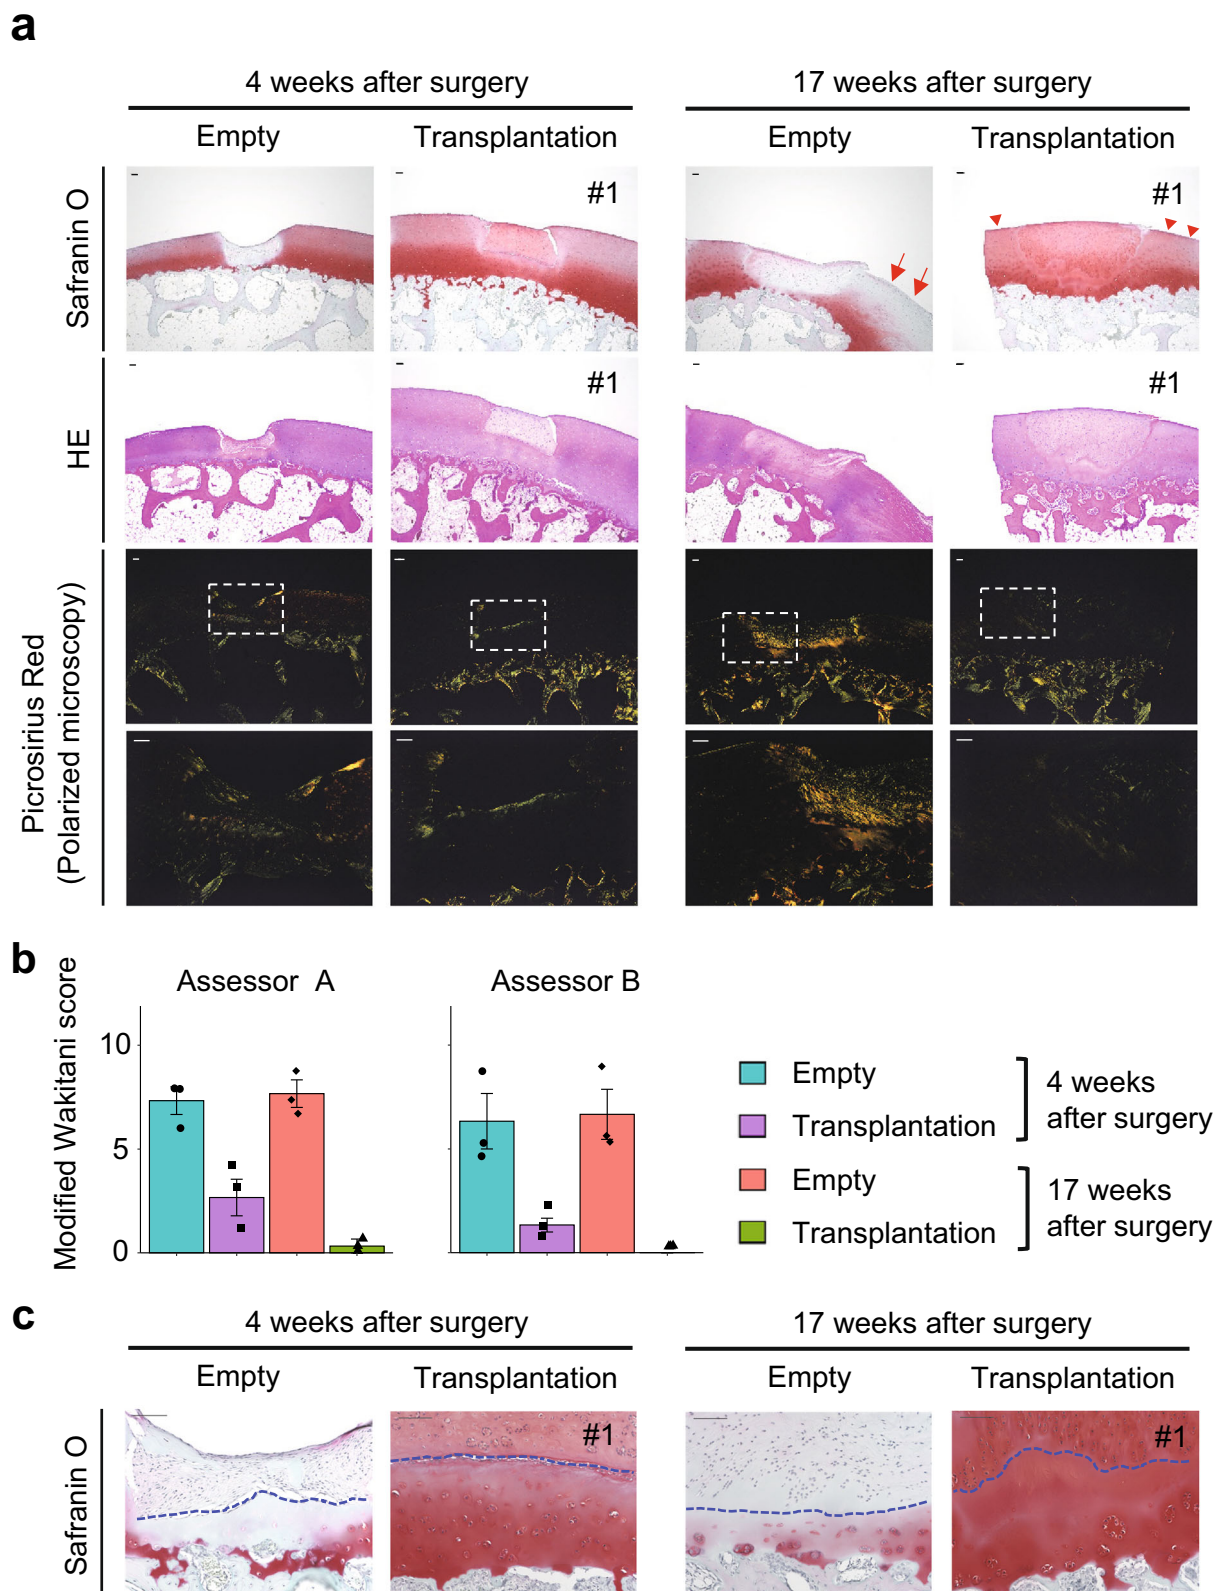 a
4 weeks after surgery
17 weeks after surgery
Empty
Transplantation
Empty
Transplantation
Safranin O
#1
#1
HE
#1
#1
Picrosirius Red
(Polarized microscopy)
b
Assessor A
Assessor B
Modified Wakitani score
10
5
0
Empty
Transplantation
4 weeks
after surgery
Empty
Transplantation
17 weeks
after surgery
c
4 weeks after surgery
17 weeks after surgery
Empty
Transplantation
Empty
Transplantation
Safranin O
#1
#1